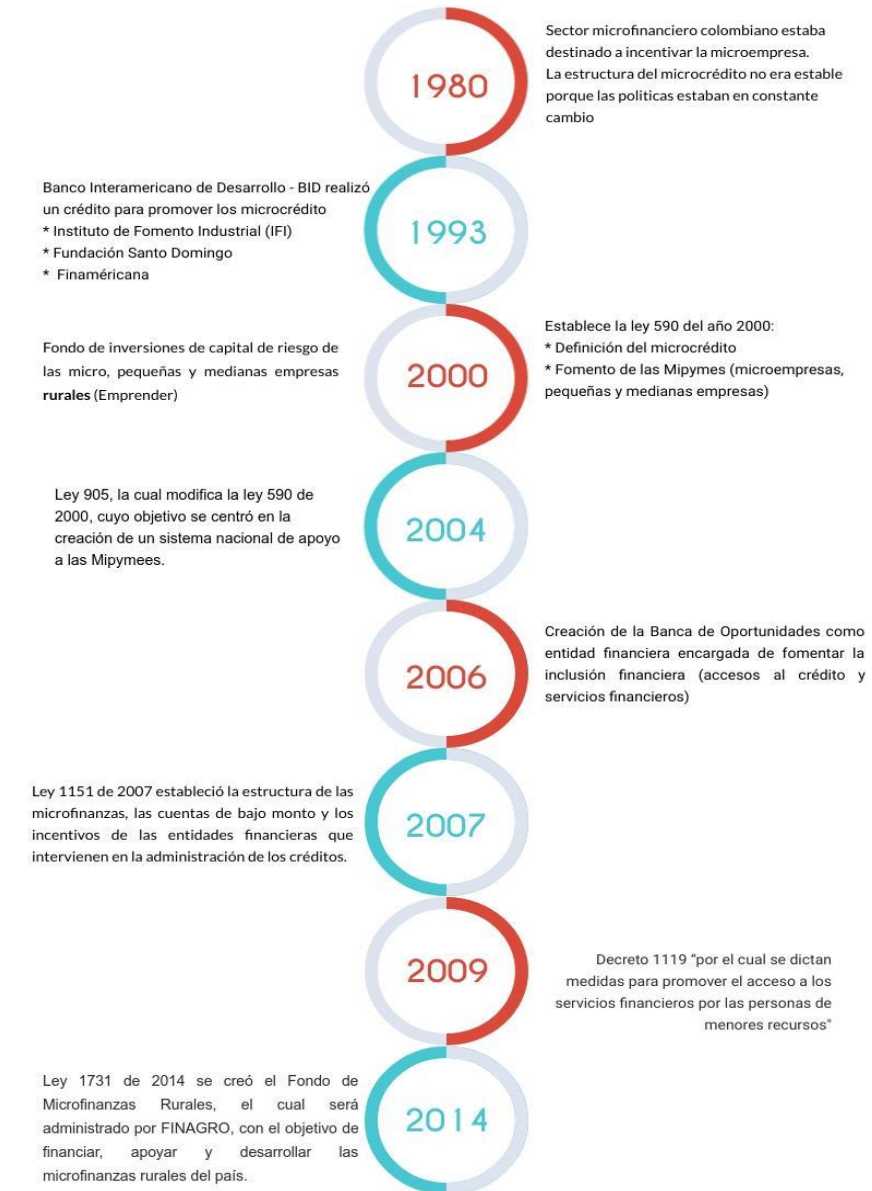 1980
Sector microfinanciero colombiano estaba
destinado a incentivar la microempresa.
La estructura del microcrédito no era estable
porque las politicas estaban en constante
cambio
Banco Interamericano de Desarrollo - BID realizó
un crédito para promover los microcrédito
* Instituto de Fomento Industrial (IFI)
* Fundación Santo Domingo
* Finaméricana
1993
Fondo de inversiones de capital de riesgo de
las micro, pequeñas y medianas empresas
rurales (Emprender)
2000
Establece la ley 590 del año 2000:
* Definición del microcrédito
* Fomento de las Mipymes (microempresas,
pequeñas y medianas empresas)
Ley 905, la cual modifica la ley 590 de
2000, cuyo objetivo se centró en la
creación de un sistema nacional de apoyo
a las Mipymees.
2004
2006
Creación de la Banca de Oportunidades como
entidad financiera encargada de fomentar la
inclusión financiera (accesos al crédito y
servicios financieros)
Ley 1151 de 2007 estableció la estructura de las
microfinanzas, las cuentas de bajo monto y los
incentivos de las entidades financieras que
intervienen en la administración de los créditos.
2007
2009
Decreto 1119 “por el cual se dictan
medidas para promover el acceso a los
servicios financieros por las personas de
menores recursos"
Ley 1731 de 2014 se creó el Fondo de
Microfinanzas Rurales, el cual será
administrado por FINAGRO, con el objetivo de
financiar, apoyar y desarrollar las
microfinanzas rurales del país.
2014